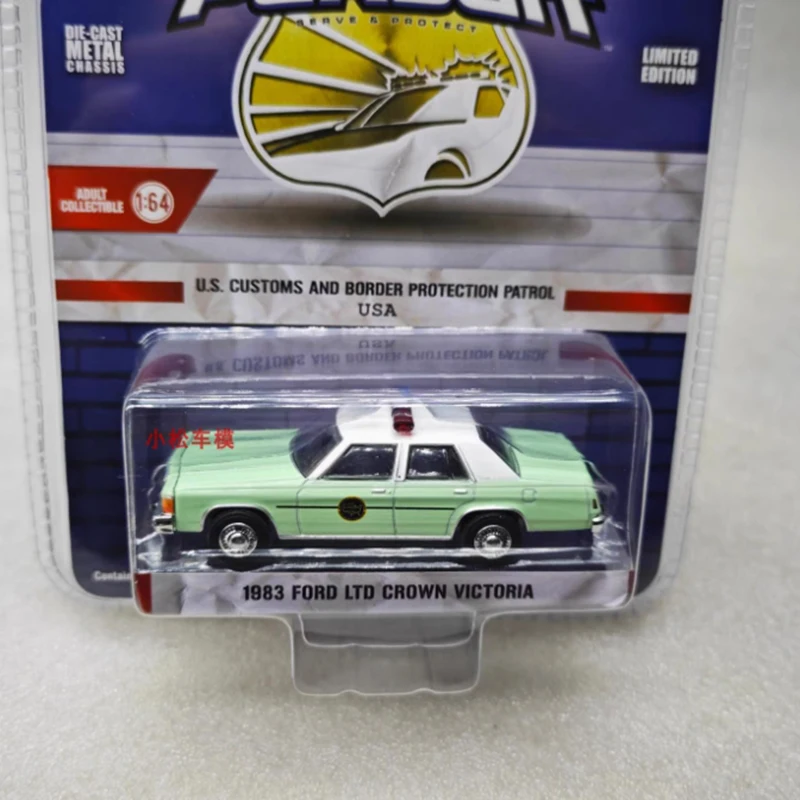 SERVE & PROTECT
DIE-CAST
METAL
CHASSIS
LIMITED
EDITION
ADULT
COLLECTIBLE
1:64
U.S. CUSTOMS AND BORDER PROTECTION PATROL
USA
小松车模
Contain
1983 FORD LTD CROWN VICTORIA